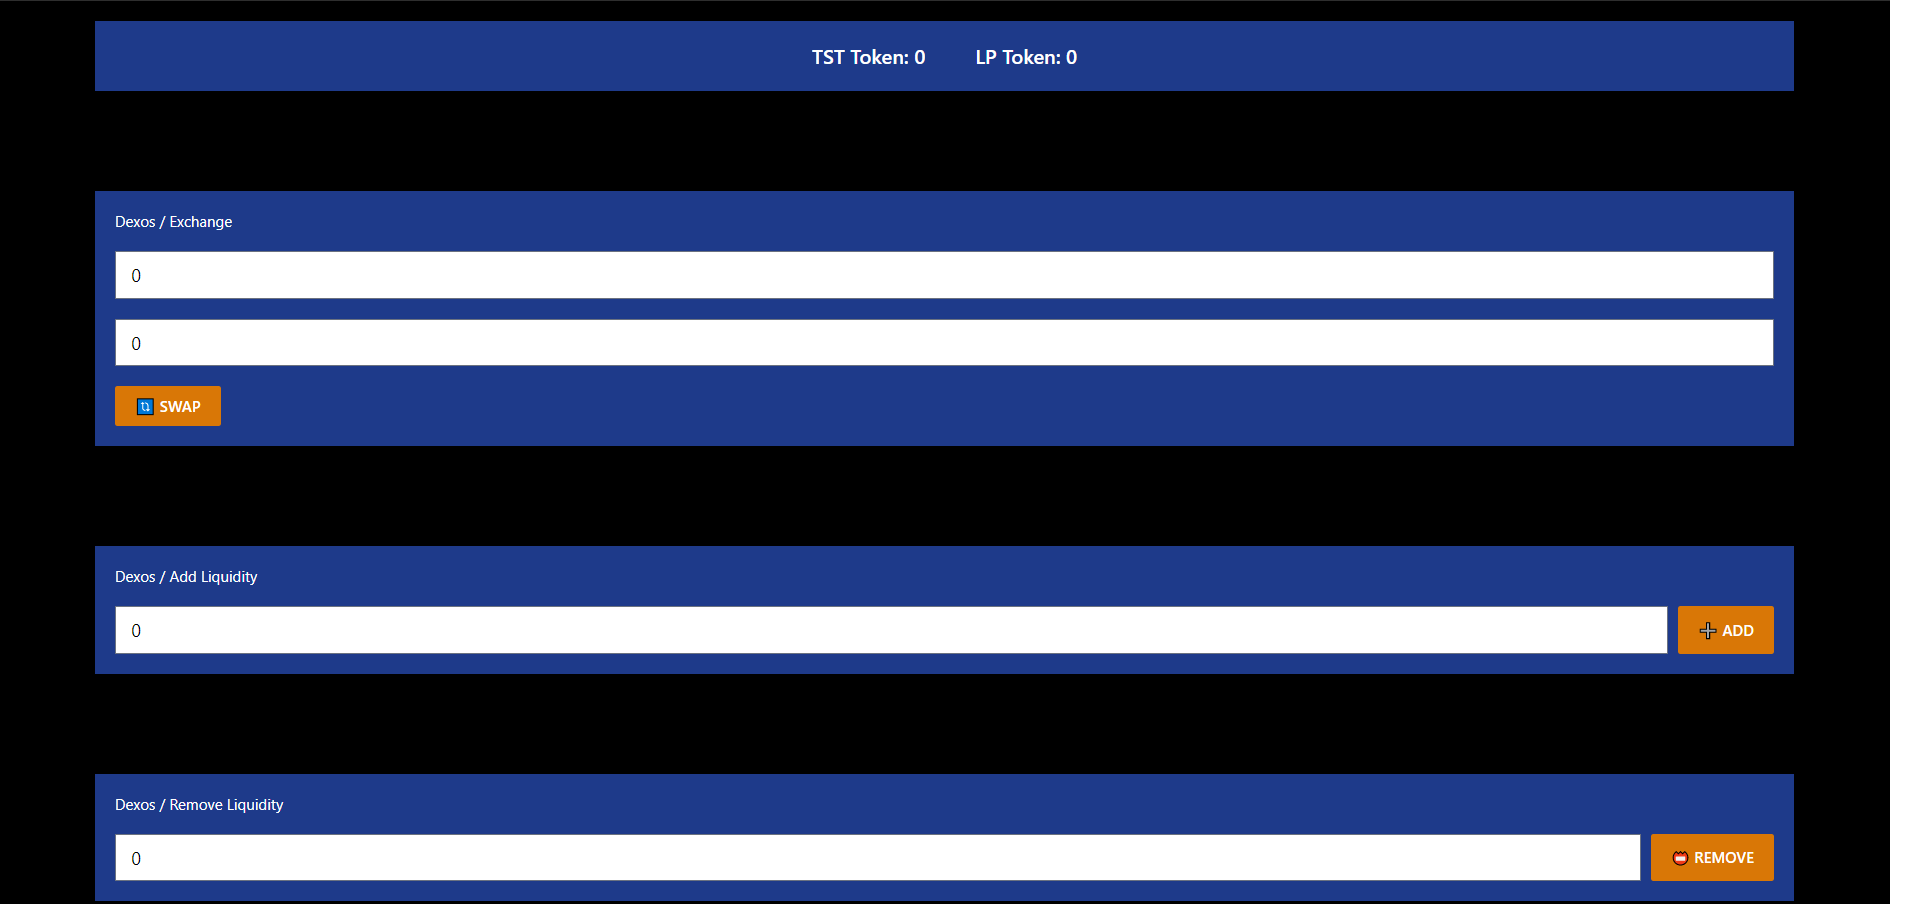 TST Token: 0 LP Token: 0
Dexos / Exchange
0
0
🔃 SWAP
Dexos / Add Liquidity
0
➕ ADD
Dexos / Remove Liquidity
0
📛 REMOVE